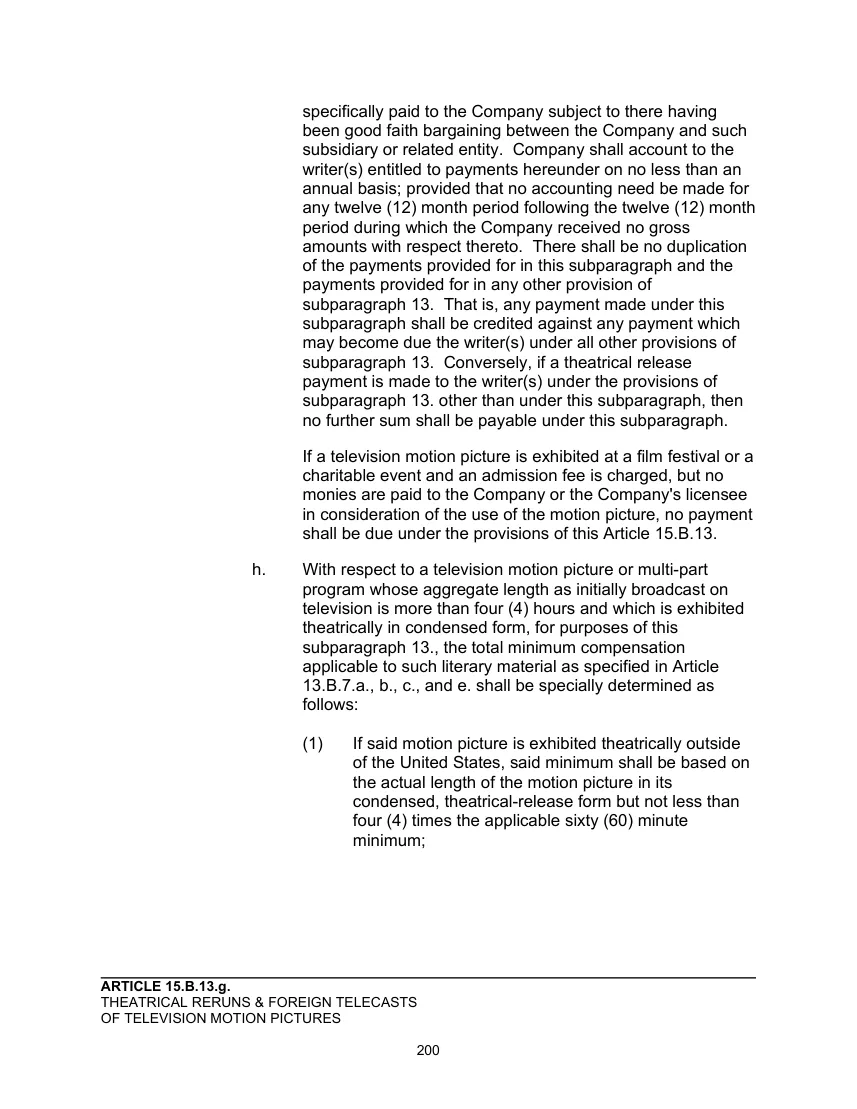 specifically paid to the Company subject to there having
been good faith bargaining between the Company and such
subsidiary or related entity.  Company shall account to the
writer(s) entitled to payments hereunder on no less than an
annual basis; provided that no accounting need be made for
any twelve (12) month period following the twelve (12) month
period during which the Company received no gross
amounts with respect thereto.  There shall be no duplication
of the payments provided for in this subparagraph and the
payments provided for in any other provision of
subparagraph 13.  That is, any payment made under this
subparagraph shall be credited against any payment which
may become due the writer(s) under all other provisions of
subparagraph 13.  Conversely, if a theatrical release
payment is made to the writer(s) under the provisions of
subparagraph 13. other than under this subparagraph, then
no further sum shall be payable under this subparagraph.
If a television motion picture is exhibited at a film festival or a
charitable event and an admission fee is charged, but no
monies are paid to the Company or the Company's licensee
in consideration of the use of the motion picture, no payment
shall be due under the provisions of this Article 15.B.13.
h. With respect to a television motion picture or multi-part
program whose aggregate length as initially broadcast on
television is more than four (4) hours and which is exhibited
theatrically in condensed form, for purposes of this
subparagraph 13., the total minimum compensation
applicable to such literary material as specified in Article
13.B.7.a., b., c., and e. shall be specially determined as
follows:
(1) If said motion picture is exhibited theatrically outside
of the United States, said minimum shall be based on
the actual length of the motion picture in its
condensed, theatrical-release form but not less than
four (4) times the applicable sixty (60) minute
minimum;
ARTICLE 15.B.13.g.
THEATRICAL RERUNS & FOREIGN TELECASTS
OF TELEVISION MOTION PICTURES
200